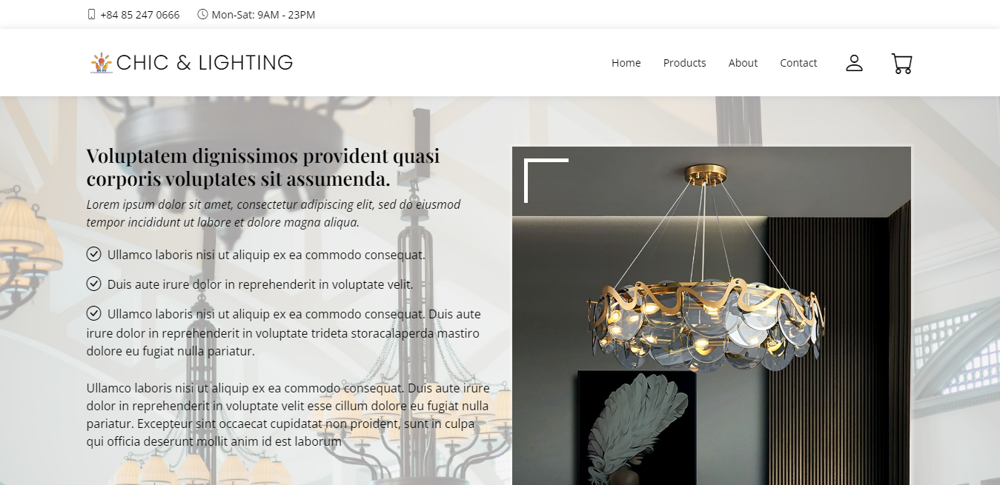 +84 85 247 0666 Mon-Sat: 9AM - 23PM
CHIC & LIGHTING Home Products About Contact
Voluptatem dignissimos provident quasi
corporis voluptates sit assumenda.
Lorem ipsum dolor sit amet, consectetur adipiscing elit, sed do eiusmod
tempor incididunt ut labore et dolore magna aliqua.
Ullamco laboris nisi ut aliquip ex ea commodo consequat.
Duis aute irure dolor in reprehenderit in voluptate velit.
Ullamco laboris nisi ut aliquip ex ea commodo consequat. Duis aute
irure dolor in reprehenderit in voluptate trideta storacalaperda mastiro
dolore eu fugiat nulla pariatur.
Ullamco laboris nisi ut aliquip ex ea commodo consequat. Duis aute irure
dolor in reprehenderit in voluptate velit esse cillum dolore eu fugiat nulla
pariatur. Excepteur sint occaecat cupidatat non proident, sunt in culpa
qui officia deserunt mollit anim id est laborum